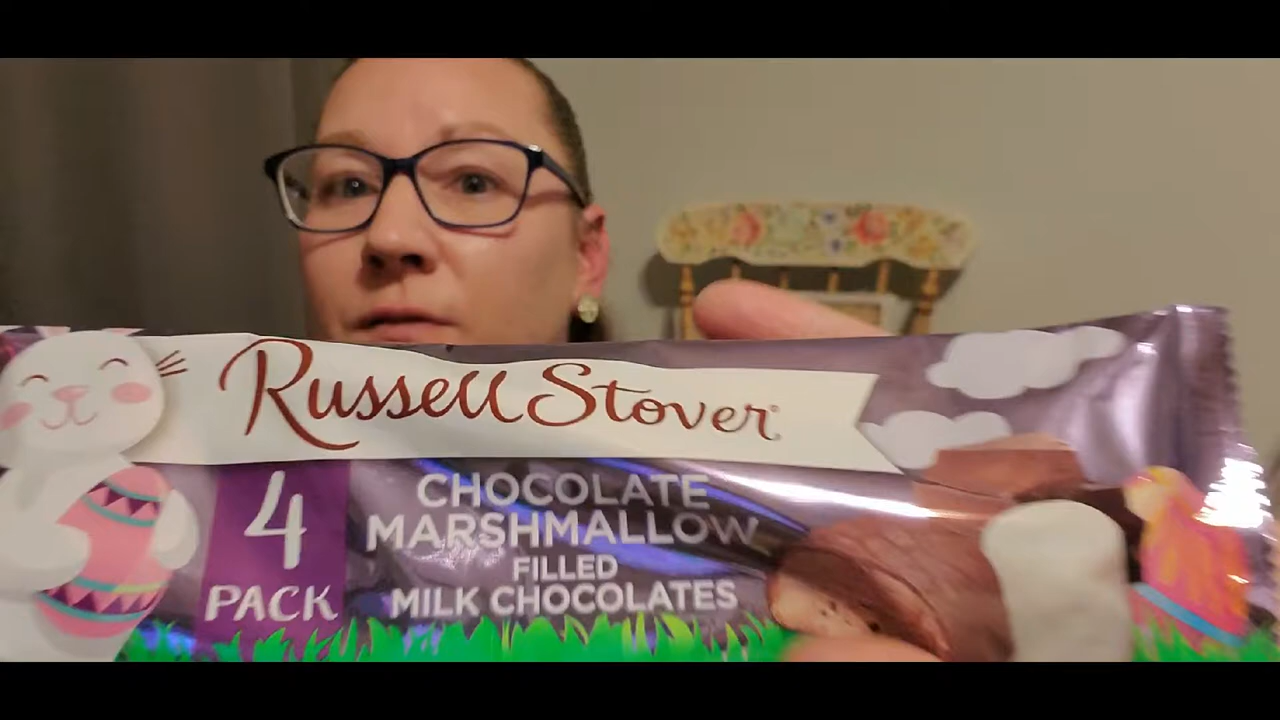 Russell Stover
4
PACK
CHOCOLATE
MARSHMALLOW
FILLED
MILK CHOCOLATES